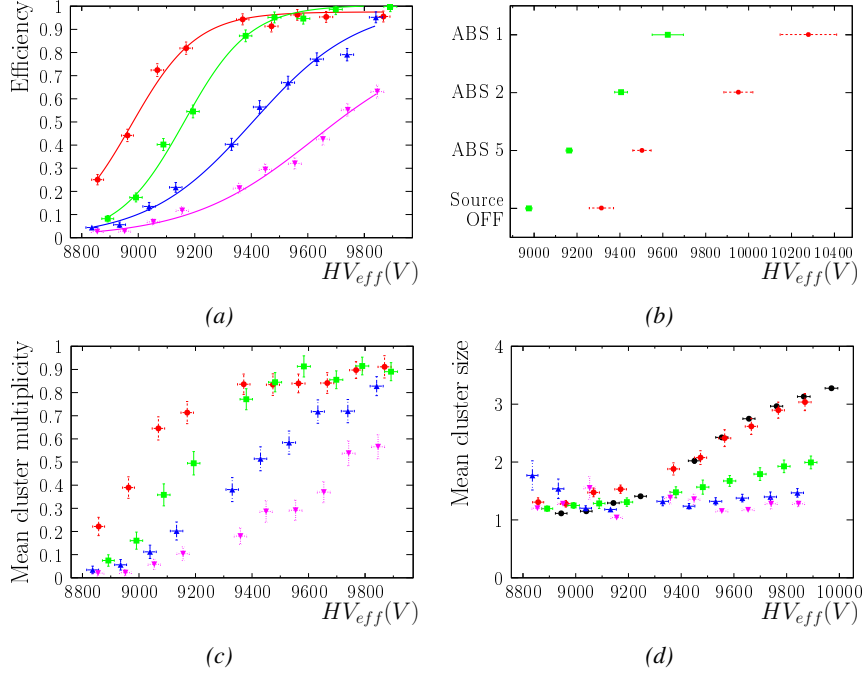 1
0.9
0.8
0.7
0.6
0.5
0.4
0.3
0.2
0.1
0
Efficiency
8800 9000 9200 9400 9600 9800
HV_eff(V)
(a)
ABS 1
ABS 2
ABS 5
Source
OFF
9000 9200 9400 9600 9800 10000 10200 10400
HV_eff(V)
(b)
1
0.9
0.8
0.7
0.6
0.5
0.4
0.3
0.2
0.1
0
Mean cluster multiplicity
8800 9000 9200 9400 9600 9800
HV_eff(V)
(c)
4
3
2
1
0
Mean cluster size
8800 9000 9200 9400 9600 9800 10000
HV_eff(V)
(d)